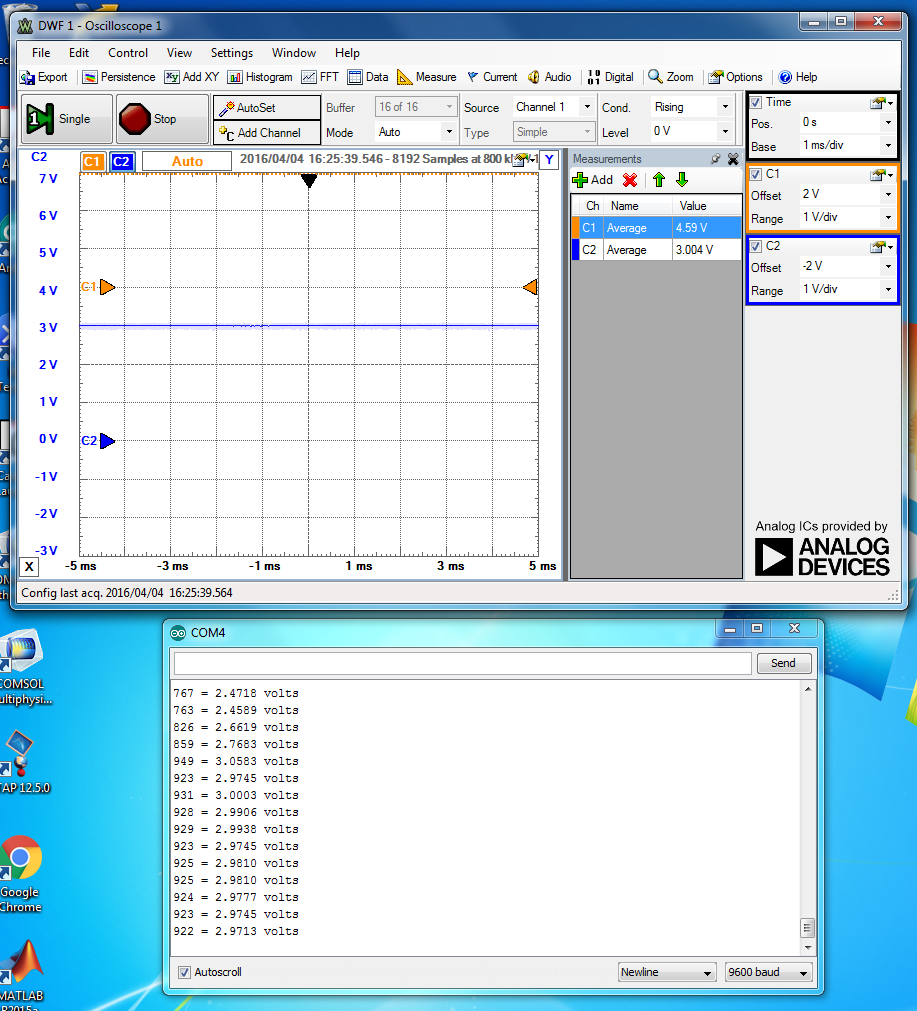 DWF 1 - Oscilloscope 1
File Edit Control View Settings Window Help
Export Persistence Add XY Histogram FFT Data Measure Current Audio Digital Zoom Options Help
Single Stop AutoSet Add Channel
Buffer 16 of 16 Source Channel 1 Cond. Rising
Mode Auto Type Simple Level 0 V
Time
Pos. 0 s
Base 1 ms/div
C1
Offset 2 V
Range 1 V/div
C2
Offset -2 V
Range 1 V/div
C2 C1 C2 Auto 2016/04/04 16:25:39.546 - 8192 Samples at 800 Y
7 V
6 V
5 V
4 V
3 V
2 V
1 V
0 V
-1 V
-2 V
-3 V
C1
C2
X -5 ms -3 ms -1 ms 1 ms 3 ms 5 ms
Measurements
Add
Ch Name Value
C1 Average 4.59 V
C2 Average 3.004 V
Analog ICs provided by
ANALOG
DEVICES
Config last acq. 2016/04/04 16:25:39.564
COM4
Send
767 = 2.4718 volts
763 = 2.4589 volts
826 = 2.6619 volts
859 = 2.7683 volts
949 = 3.0583 volts
923 = 2.9745 volts
931 = 3.0003 volts
928 = 2.9906 volts
929 = 2.9938 volts
923 = 2.9745 volts
925 = 2.9810 volts
925 = 2.9810 volts
924 = 2.9777 volts
923 = 2.9745 volts
922 = 2.9713 volts
Autoscroll Newline 9600 baud
COMSOL
ultiphysi...
TAP 12.5.0
Google
Chrome
MATLAB
R2015a